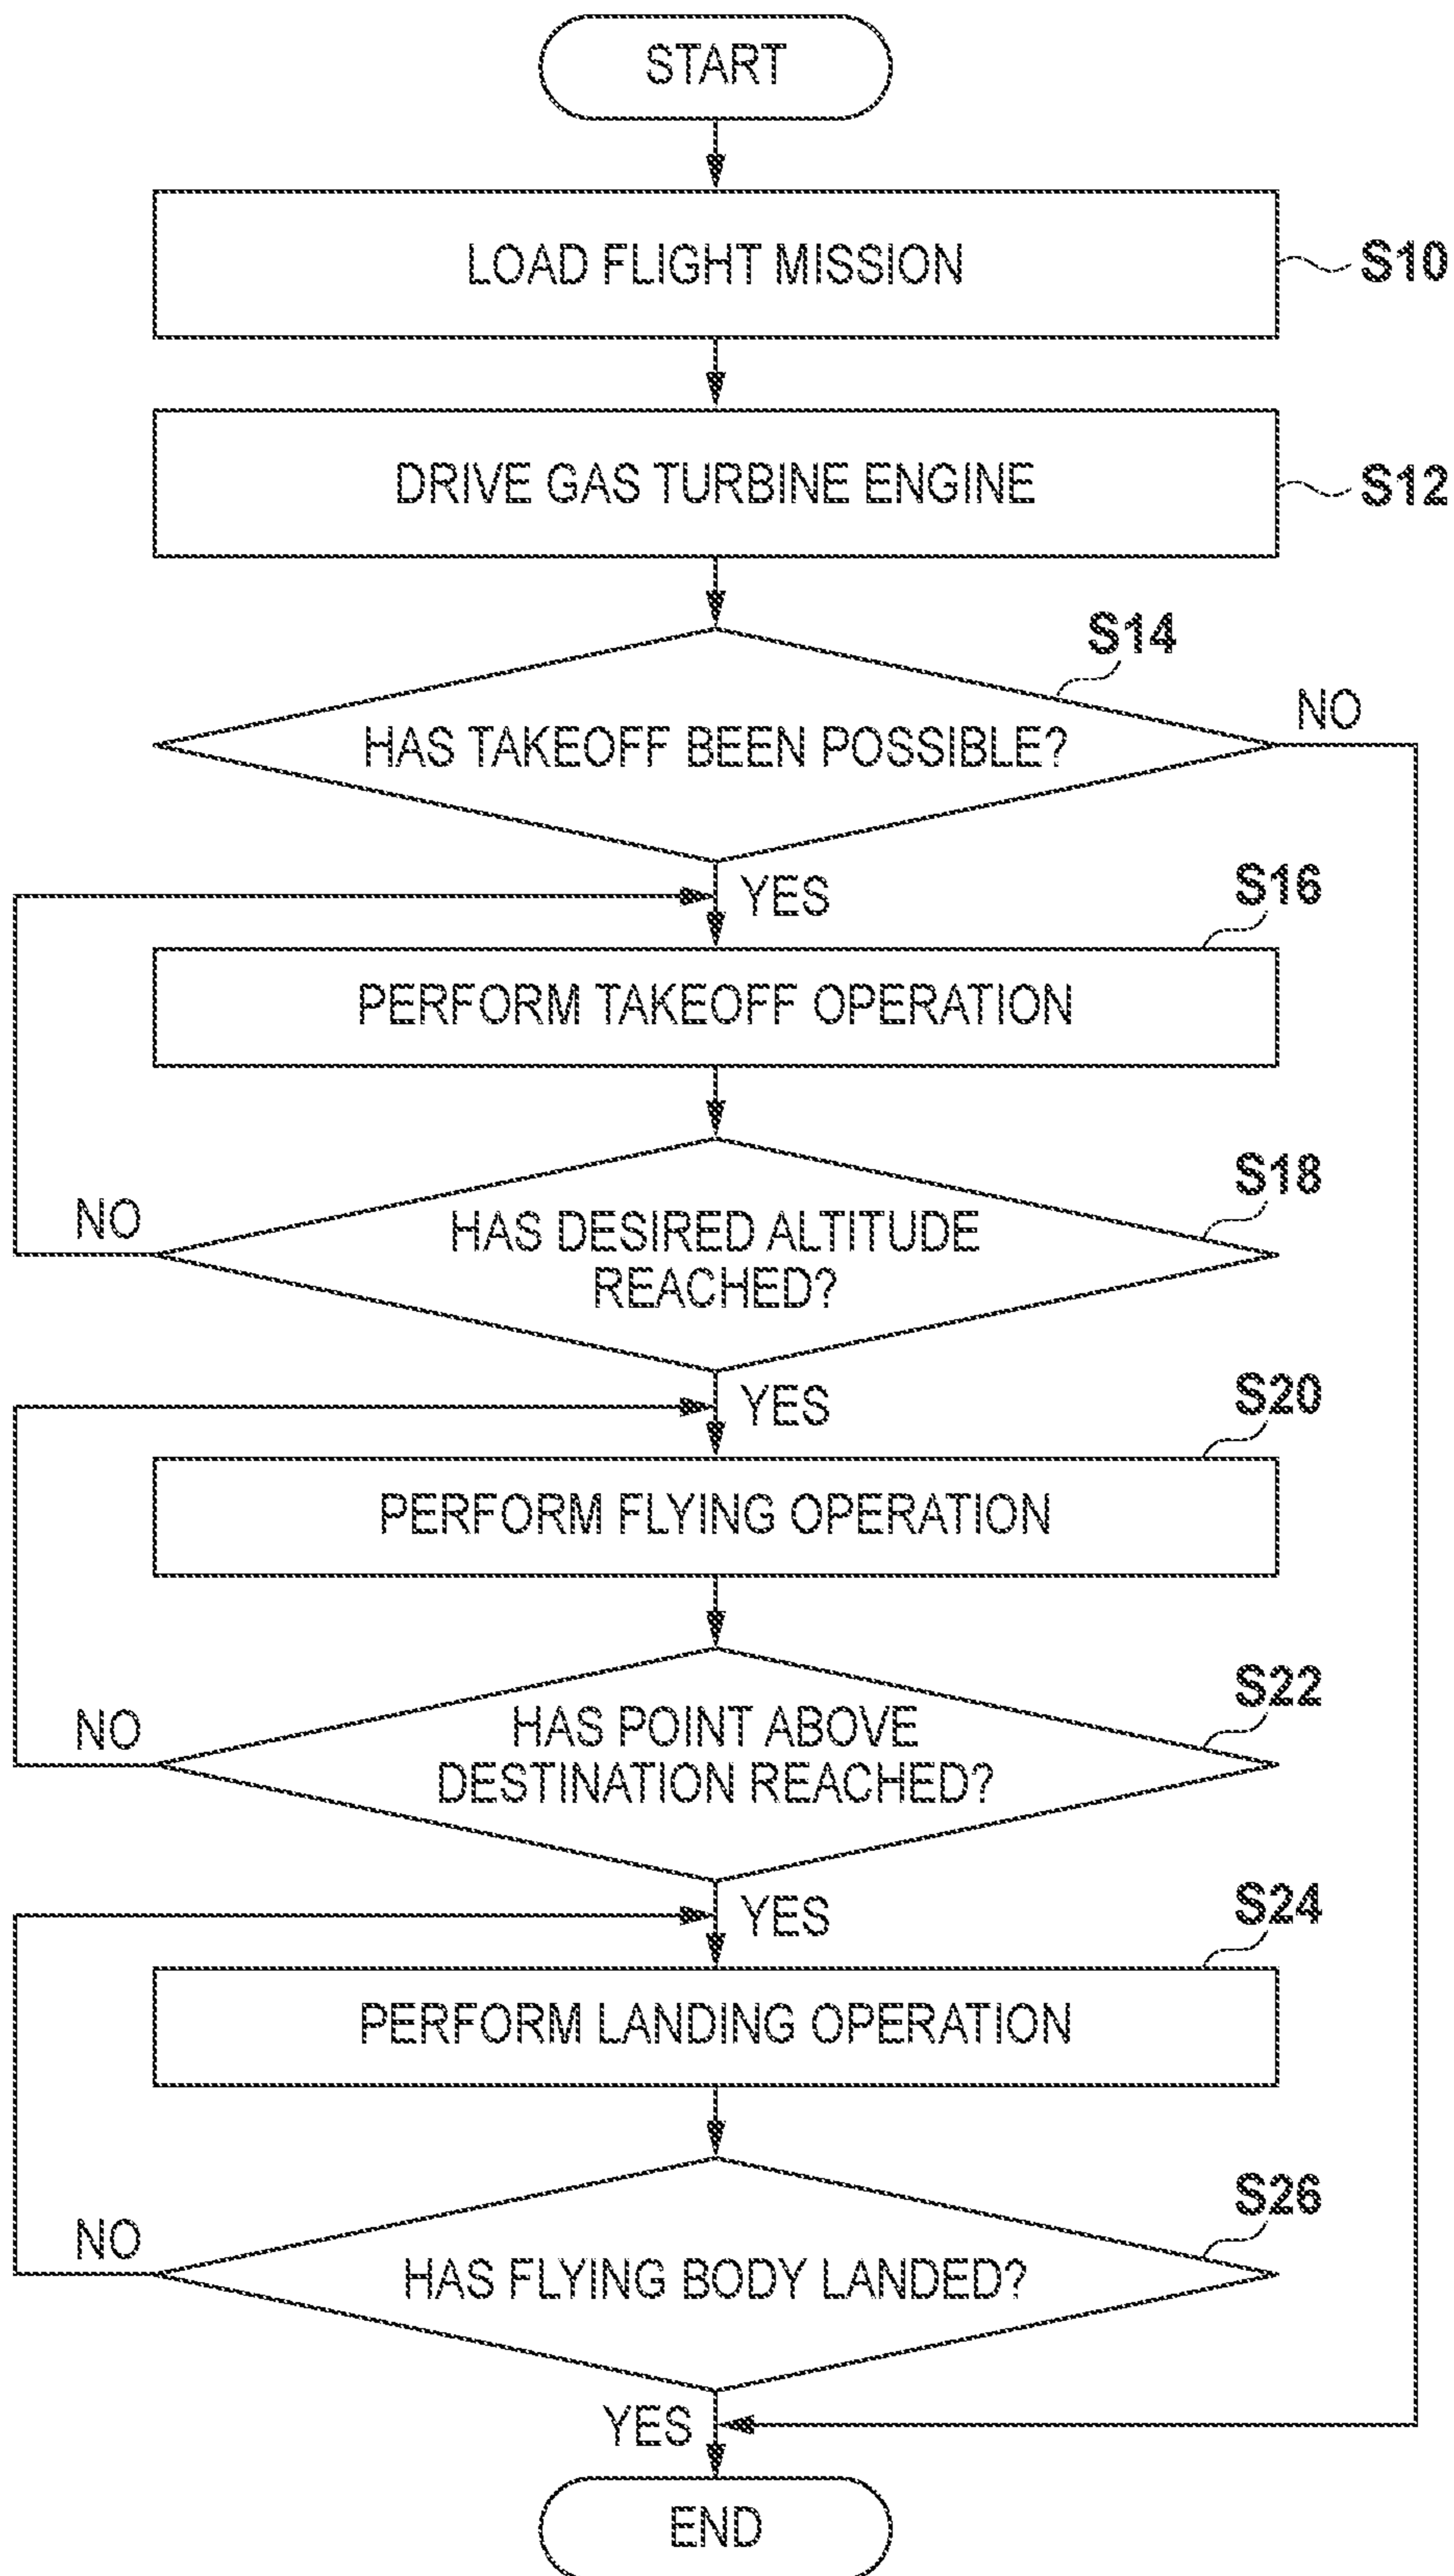 START
LOAD FLIGHT MISSION
S10
DRIVE GAS TURBINE ENGINE
S12
S14
HAS TAKEOFF BEEN POSSIBLE?
NO
YES
S16
PERFORM TAKEOFF OPERATION
S18
HAS DESIRED ALTITUDE
REACHED?
NO
YES
S20
PERFORM FLYING OPERATION
S22
HAS POINT ABOVE
DESTINATION REACHED?
NO
YES
S24
PERFORM LANDING OPERATION
S26
HAS FLYING BODY LANDED?
NO
YES
END